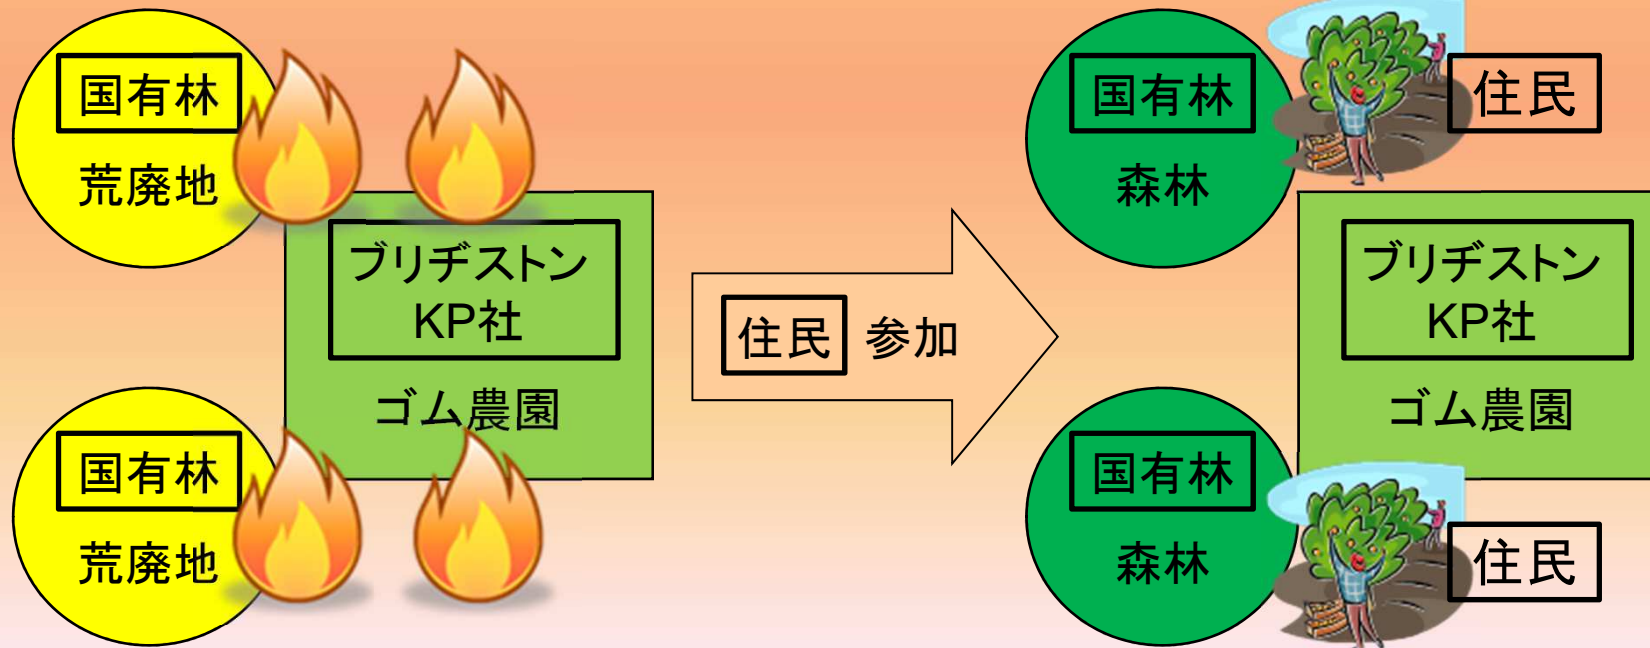 国有林
荒廃地
ブリヂストン
KP社
ゴム農園
国有林
荒廃地
住民 参加
国有林
森林
住民
ブリヂストン
KP社
ゴム農園
国有林
森林
住民